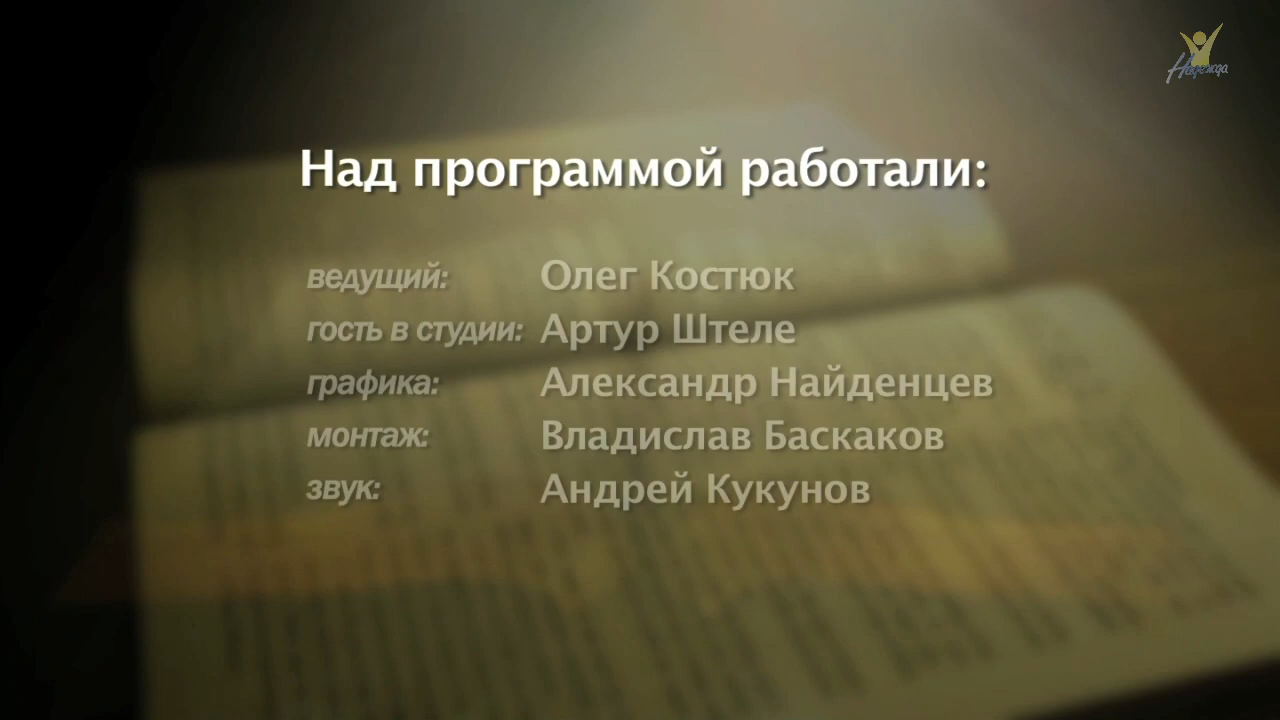 Надежда
Над программой работали:
ведущий: Олег Костюк
гость в студии: Артур Штеле
графика: Александр Найденцев
монтаж: Владислав Баскаков
звук: Андрей Кукунов